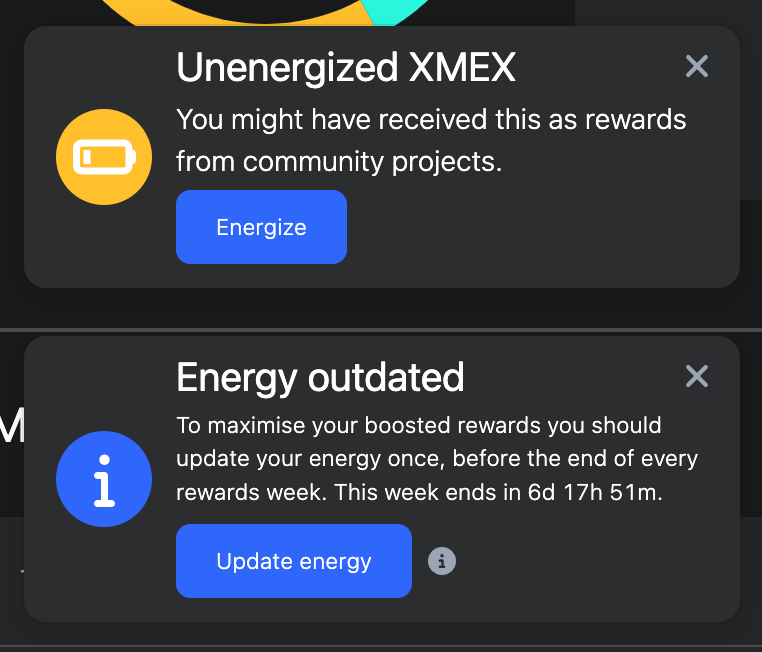 Unenergized XMEX
You might have received this as rewards
from community projects.
Energize
Energy outdated
M
To maximise your boosted rewards you should
update your energy once, before the end of every
rewards week. This week ends in 6d 17h 51m.
Update energy